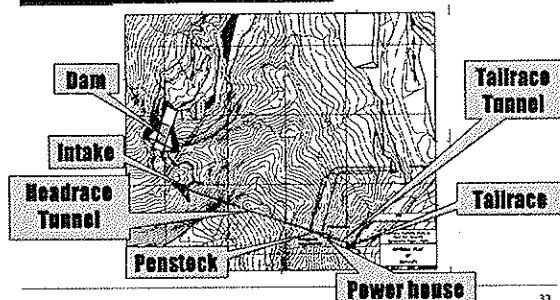 Dam
Tailrace
Tunnel
Intake
Headrace
Tunnel
Tailrace
Penstock
Power house
33